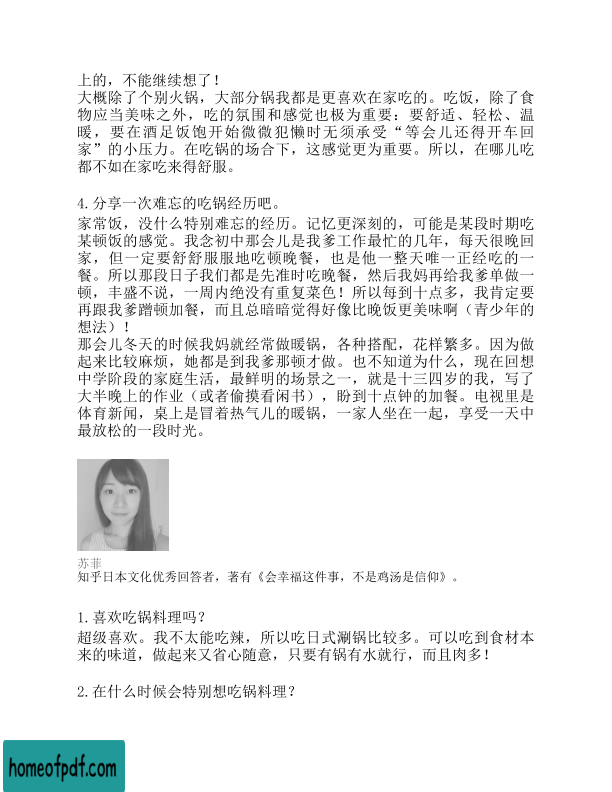 上的，不能继续想了！
大概除了个别火锅，大部分锅我都是更喜欢在家吃的。吃饭，除了食
物应当美味之外，吃的氛围和感觉也极为重要：要舒适、轻松、温
暖，要在酒足饭饱开始微微犯懒时无须承受“等会儿还得开车回
家”的小压力。在吃锅的场合下，这感觉更为重要。所以，在哪儿吃
都不如在家吃来得舒服。
4.分享一次难忘的吃锅经历吧。
家常饭，没什么特别难忘的经历。记忆更深刻的，可能是某段时期吃
某顿饭的感觉。我念初中那会儿是我爹工作最忙的几年，每天很晚回
家，但一定要舒舒服服地吃顿晚餐，也是他一整天唯一正经吃的一
餐。所以那段日子我们都是先准时吃晚餐，然后我妈再给我爹单做一
顿，丰盛不说，一周内绝没有重复菜色！所以每到十点多，我肯定要
再跟我爹蹭顿加餐，而且总暗暗觉得好像比晚饭更美味啊（青少年的
想法）！
那会儿冬天的时候我妈就经常做暖锅，各种搭配，花样繁多。因为做
起来比较麻烦，她都是到我爹那顿才做。也不知道为什么，现在回想
中学阶段的家庭生活，最鲜明的场景之一，就是十三四岁的我，写了
大半晚上的作业（或者偷摸看闲书），盼到十点钟的加餐。电视里是
体育新闻，桌上是冒着热气儿的暖锅，一家人坐在一起，享受一天中
最放松的一段时光。
苏菲
知乎日本文化优秀回答者，著有《会幸福这件事，不是鸡汤是信仰》。
1.喜欢吃锅料理吗？
超级喜欢。我不太能吃辣，所以吃日式涮锅比较多。可以吃到食材本
来的味道，做起来又省心随意，只要有锅有水就行，而且肉多！
2.在什么时候会特别想吃锅料理？
homeofpdf.com